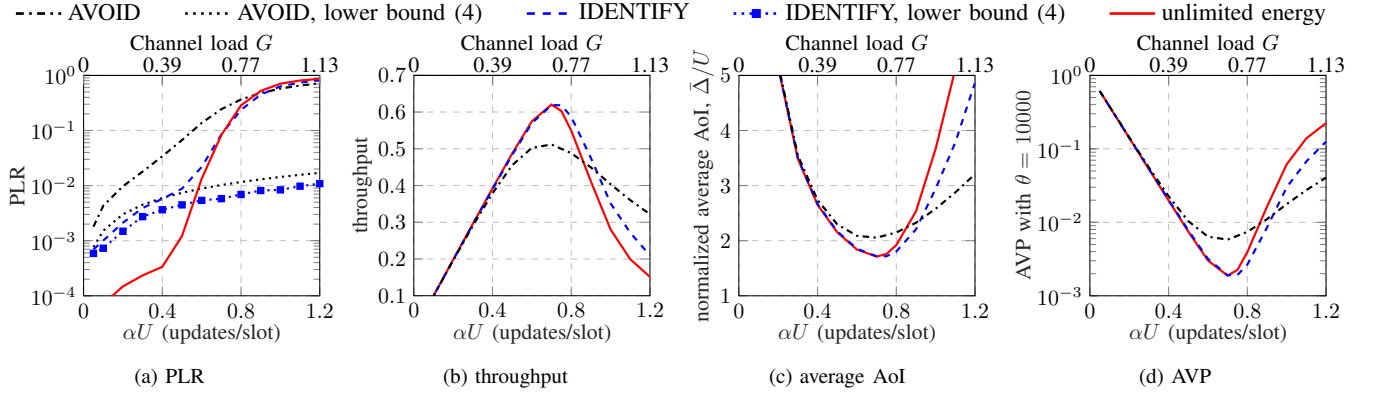 AVOID AVOID, lower bound (4) IDENTIFY IDENTIFY, lower bound (4) unlimited energy
Channel load G
0 0.39 0.77 1.13
10^0
10^−1
10^−2
10^−3
10^−4
PLR
0 0.4 0.8 1.2
αU (updates/slot)
(a) PLR
Channel load G
0 0.39 0.77 1.13
0.7
0.6
0.5
0.4
0.3
0.2
0.1
throughput
0 0.4 0.8 1.2
αU (updates/slot)
(b) throughput
Channel load G
0 0.39 0.77 1.13
5
4
3
2
1
normalized average AoI, Δ̄/U
0 0.4 0.8 1.2
αU (updates/slot)
(c) average AoI
Channel load G
0 0.39 0.77 1.13
10^0
10^−1
10^−2
10^−3
AVP with θ = 10000
0 0.4 0.8 1.2
αU (updates/slot)
(d) AVP